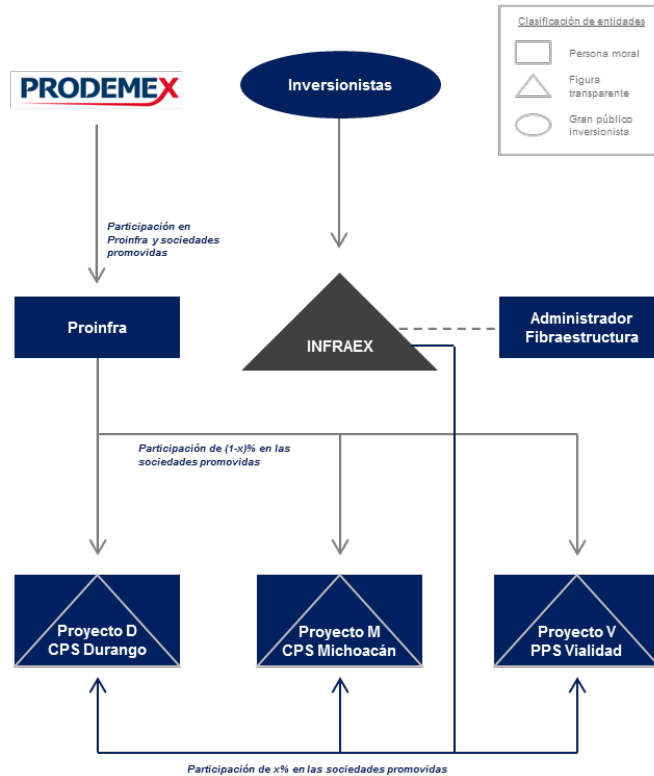 Clasificación de entidades
Persona moral
Figura
transparente
Gran público
inversionista
PRODEMEX
Inversionistas
Participación en
Proinfra y sociedades
promovidas
Proinfra
INFRAEX
Administrador
Fibraestructura
Participación de (1-x)% en las
sociedades promovidas
Proyecto D
CPS Durango
Proyecto M
CPS Michoacán
Proyecto V
PPS Vialidad
Participación de x% en las sociedades promovidas